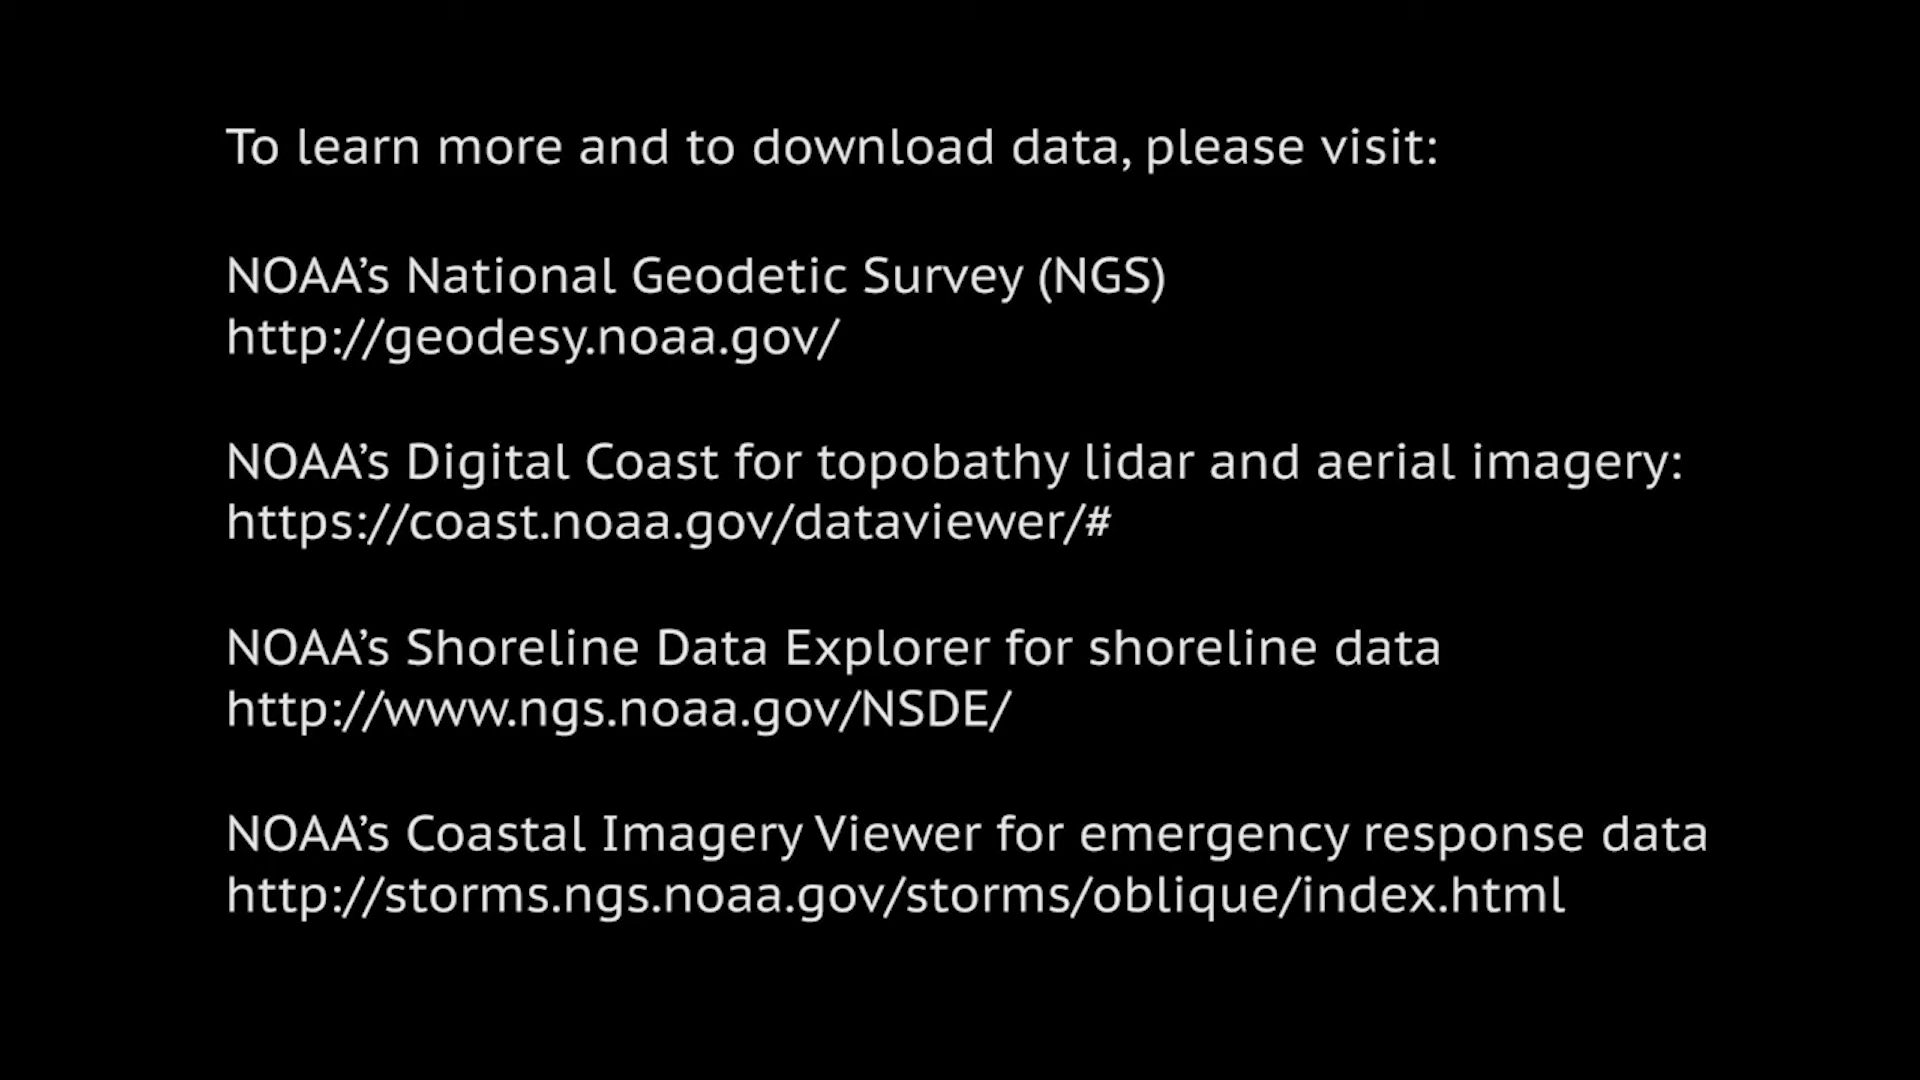 To learn more and to download data, please visit:
NOAA’s National Geodetic Survey (NGS)
http://geodesy.noaa.gov/
NOAA’s Digital Coast for topobathy lidar and aerial imagery:
https://coast.noaa.gov/dataviewer/#
NOAA’s Shoreline Data Explorer for shoreline data
http://www.ngs.noaa.gov/NSDE/
NOAA’s Coastal Imagery Viewer for emergency response data
http://storms.ngs.noaa.gov/storms/oblique/index.html